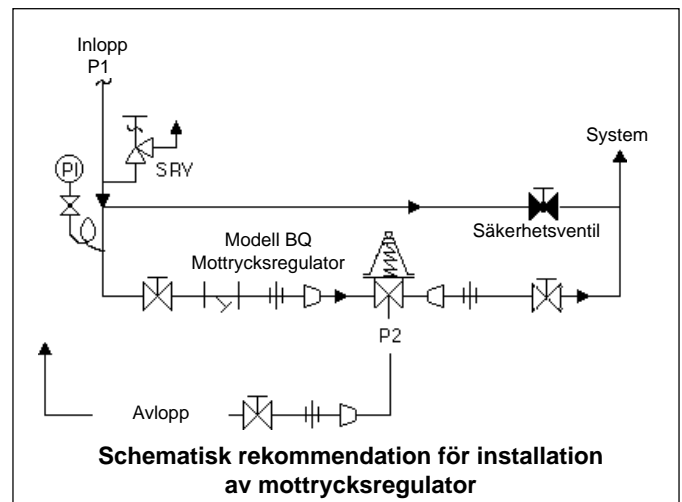 Inlopp
P1
SRV
PI
System
Säkerhetsventil
Modell BQ
Mottrycksregulator
P2
Avlopp
Schematisk rekommendation för installation
av mottrycksregulator